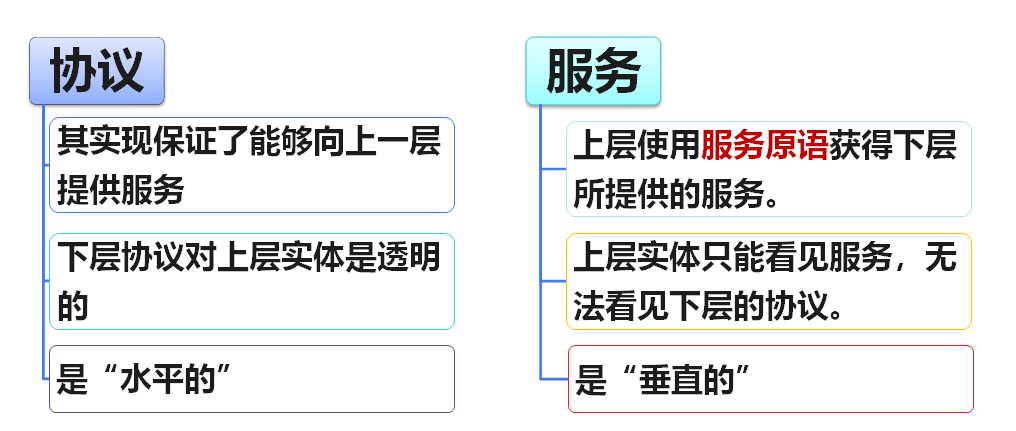 协议
其实现保证了能够向上一层
提供服务
下层协议对上层实体是透明
的
是“水平的”
服务
上层使用服务原语获得下层
所提供的服务。
上层实体只能看见服务，无
法看见下层的协议。
是“垂直的”